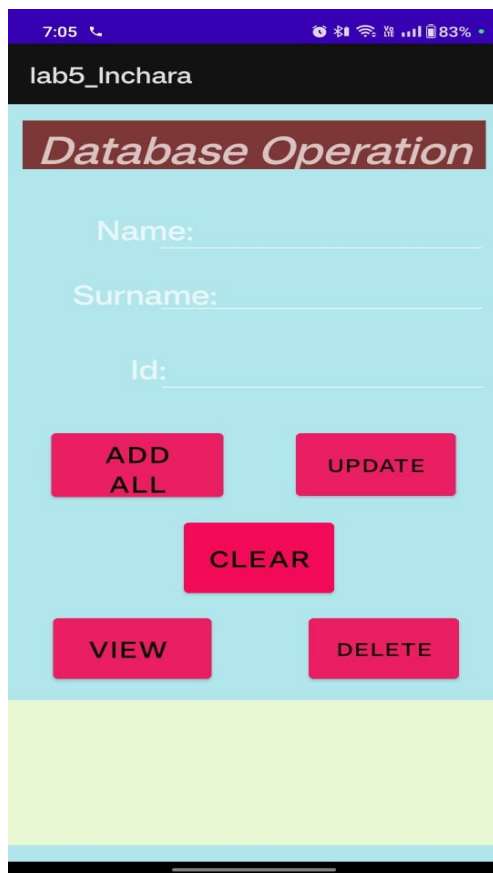 7:05 83%
lab5_Inchara
Database Operation
Name:
Surname:
Id:
ADD
ALL
UPDATE
CLEAR
VIEW
DELETE